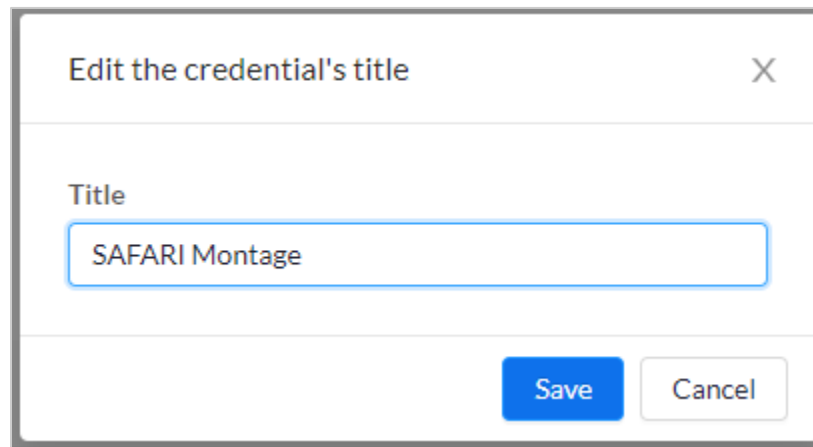 Edit the credential's title
X
Title
SAFARI Montage
Save
Cancel